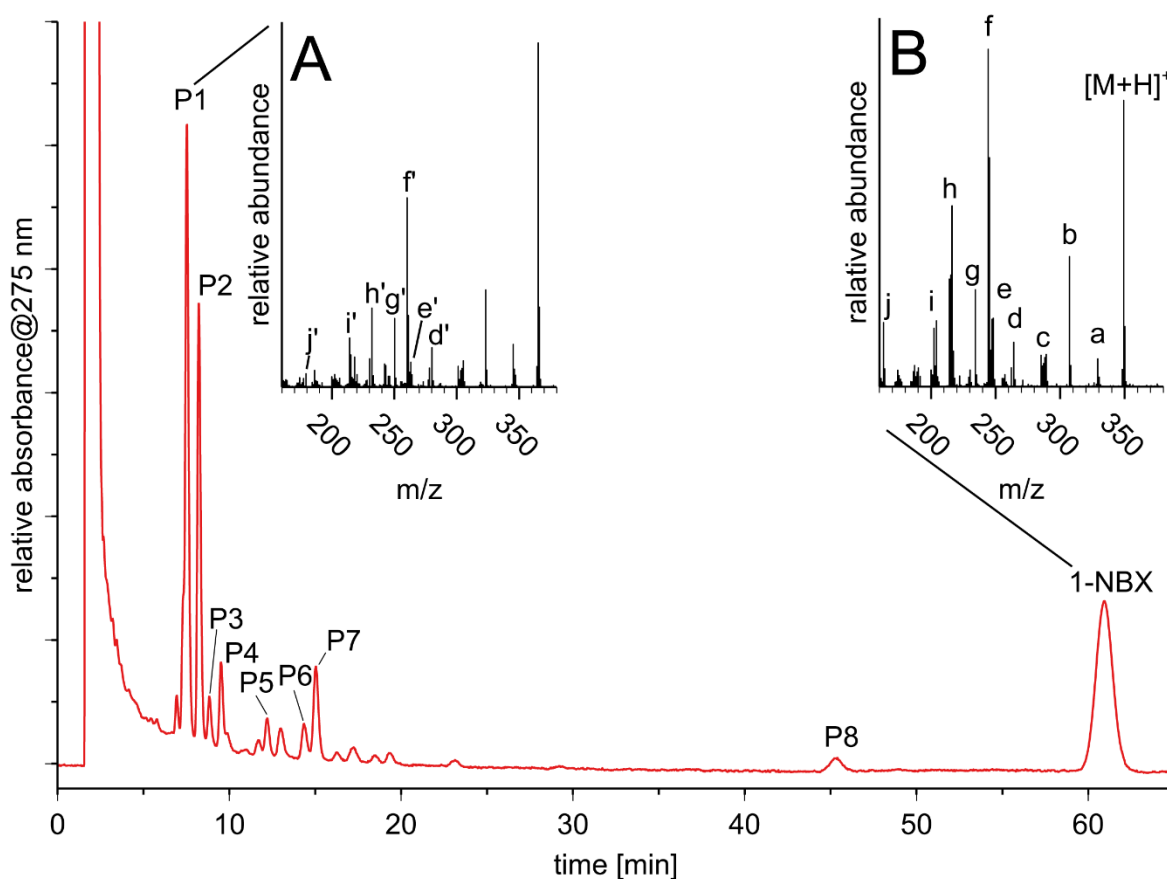 A
B
relative abundance
ralative abundance
j'
i'
h'
g'
f'
e'
d'
200
250
300
350
m/z
j
i
h
g
f
e
d
c
b
a
[M+H]+
200
250
300
350
m/z
P1
P2
P3
P4
P5
P6
P7
P8
1-NBX
relative absorbance@275 nm
0
10
20
30
40
50
60
time [min]